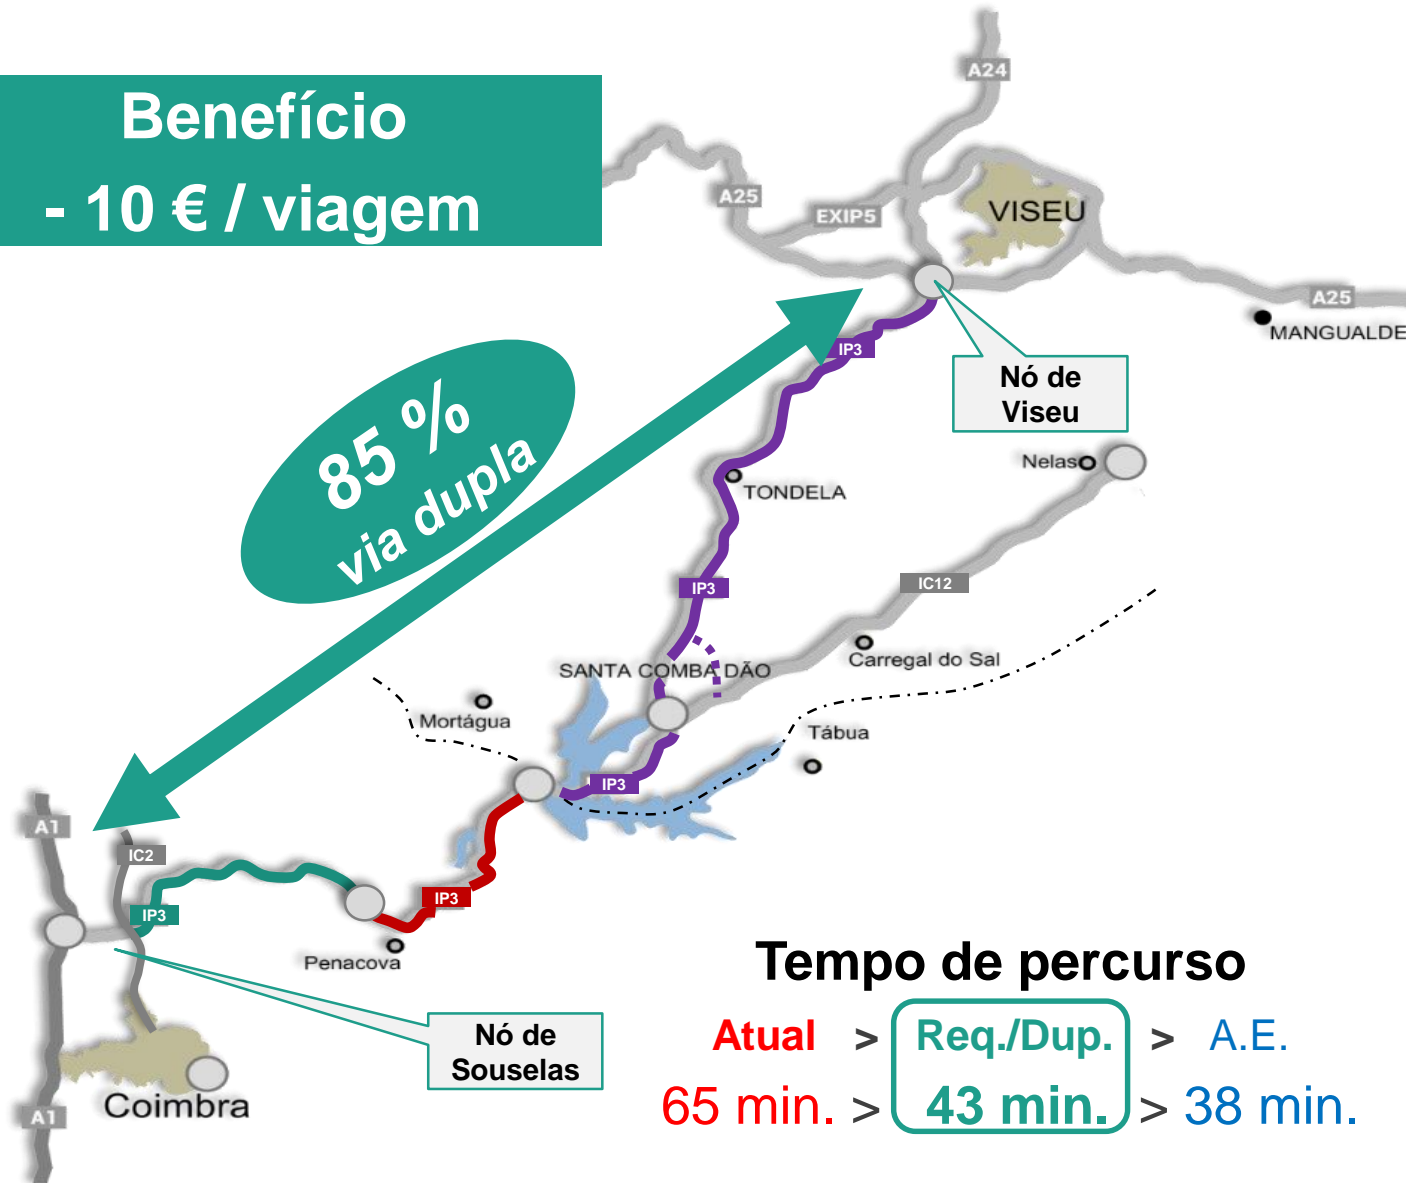 Benefício
- 10 € / viagem
A24
A25
EXIP5
VISEU
A25
MANGUALDE
IP3
Nó de
Viseu
85 %
via dupla
Nelas
TONDELA
IP3
IC12
SANTA COMBA DÃO
Carregal do Sal
Mortágua
Tábua
IP3
A1
IC2
IP3
IP3
Penacova
Nó de
Souselas
Coimbra
A1
Tempo de percurso
Atual > Req./Dup. > A.E.
65 min. > 43 min. > 38 min.